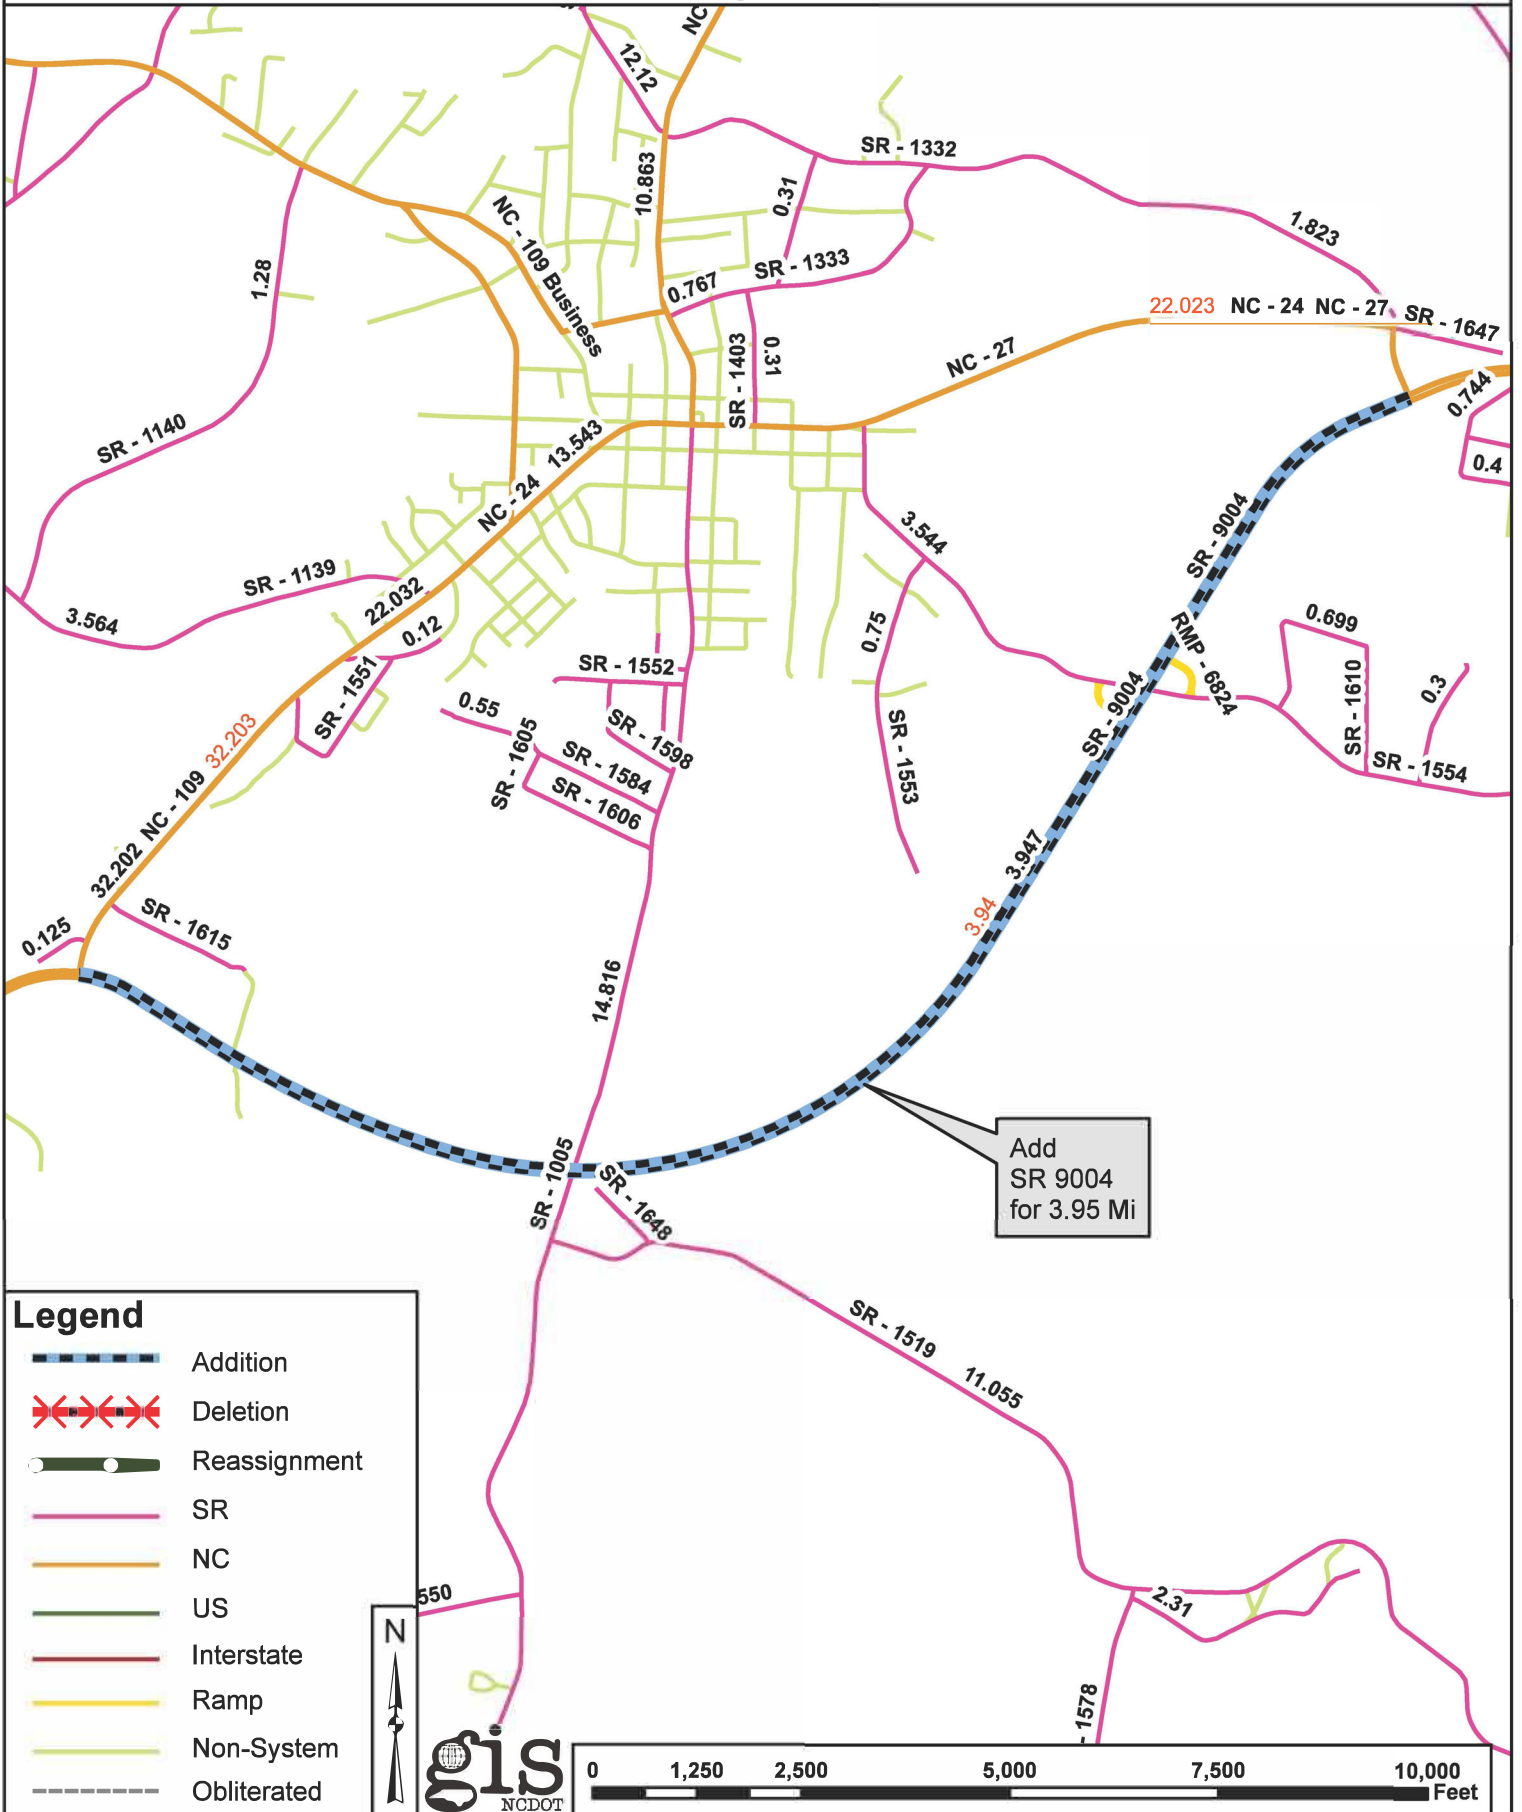 NC
12.12
SR - 1332
10.863
0.31
NC - 109 Business
1.823
1.28
SR - 1333
0.767
22.023 NC - 24 NC - 27
SR - 1647
SR - 1403
0.31
NC - 27
0.744
SR - 1140
13.543
0.4
NC - 24
SR - 9004
3.544
SR - 1139
22.032
3.564
0.12
0.75
RMP - 6824
0.699
SR - 1552
SR - 1551
SR - 1610
0.3
0.55
SR - 9004
32.203
SR - 1598
SR - 1605
SR - 1584
SR - 1553
SR - 1554
NC - 109
SR - 1606
32.202
3.947
3.94
SR - 1615
0.125
14.816
Add
SR 9004
for 3.95 Mi
SR - 1005
SR - 1648
SR - 1519
11.055
Legend
Addition
Deletion
Reassignment
SR
NC
US
Interstate
Ramp
Non-System
Obliterated
550
2.31
- 1578
N
gis
NCDOT
0 1,250 2,500 5,000 7,500 10,000
Feet